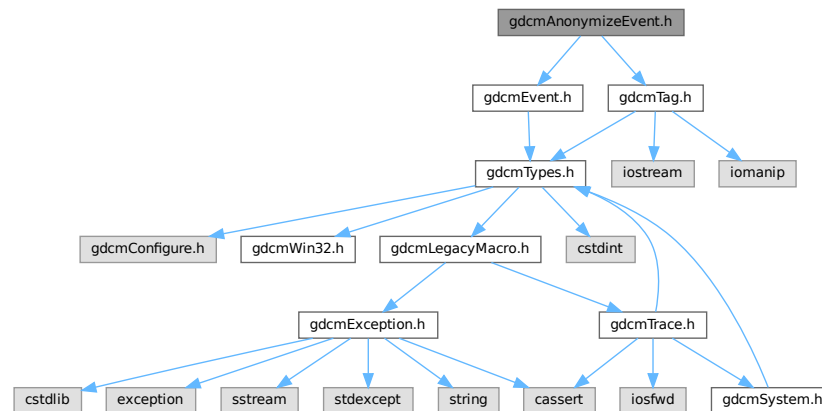 gdcmAnonymizeEvent.h
gdcmEvent.h
gdcmTag.h
gdcmTypes.h
iostream
iomanip
gdcmConfigure.h
gdcmWin32.h
gdcmLegacyMacro.h
cstdint
gdcmException.h
gdcmTrace.h
cstdlib
exception
sstream
stdexcept
string
cassert
iosfwd
gdcmSystem.h